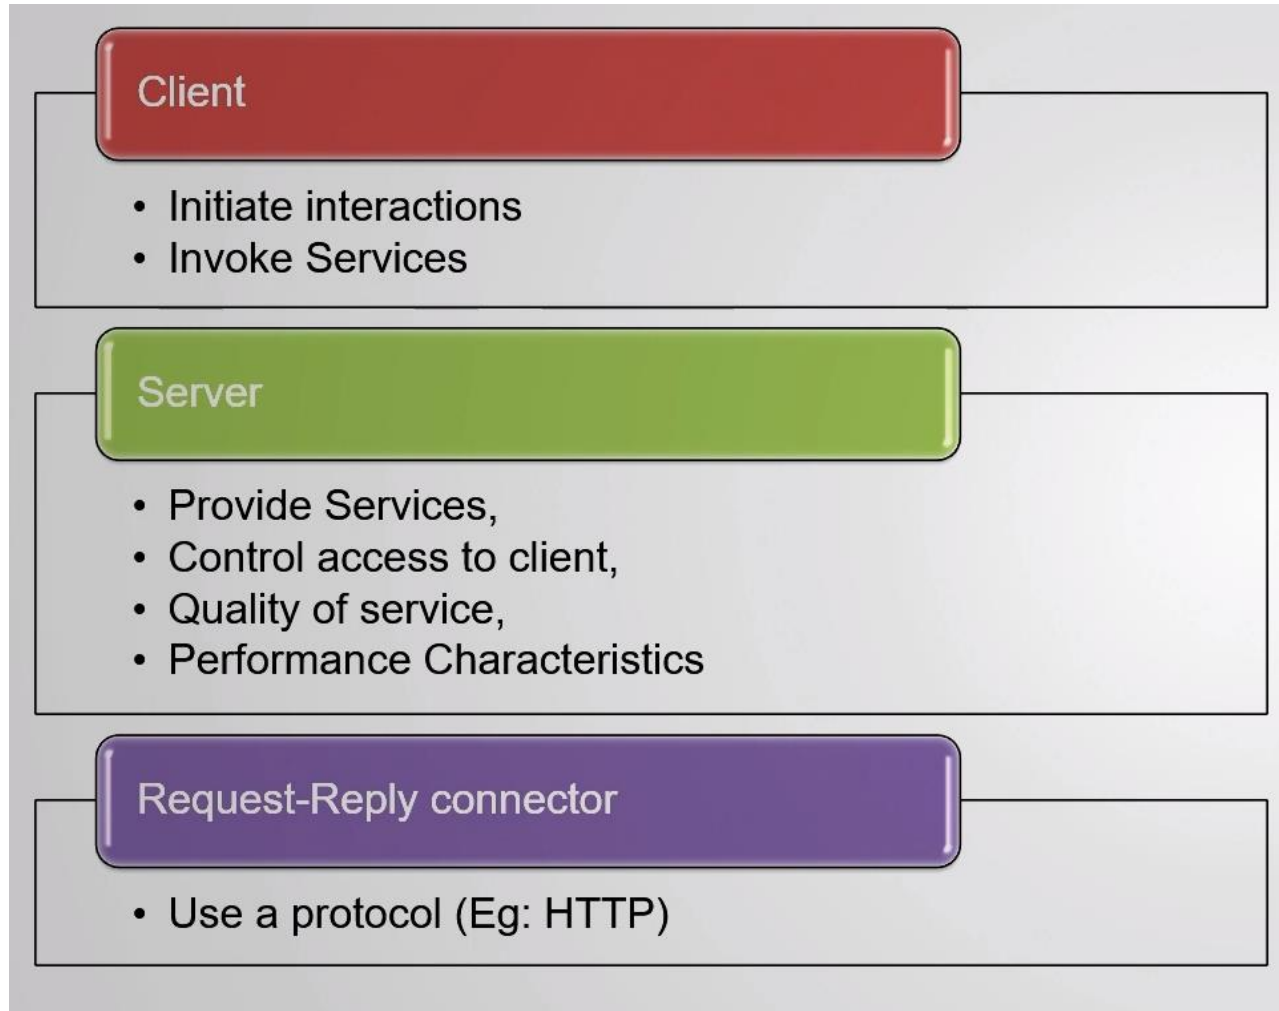 Client
• Initiate interactions
• Invoke Services
Server
• Provide Services,
• Control access to client,
• Quality of service,
• Performance Characteristics
Request-Reply connector
• Use a protocol (Eg: HTTP)